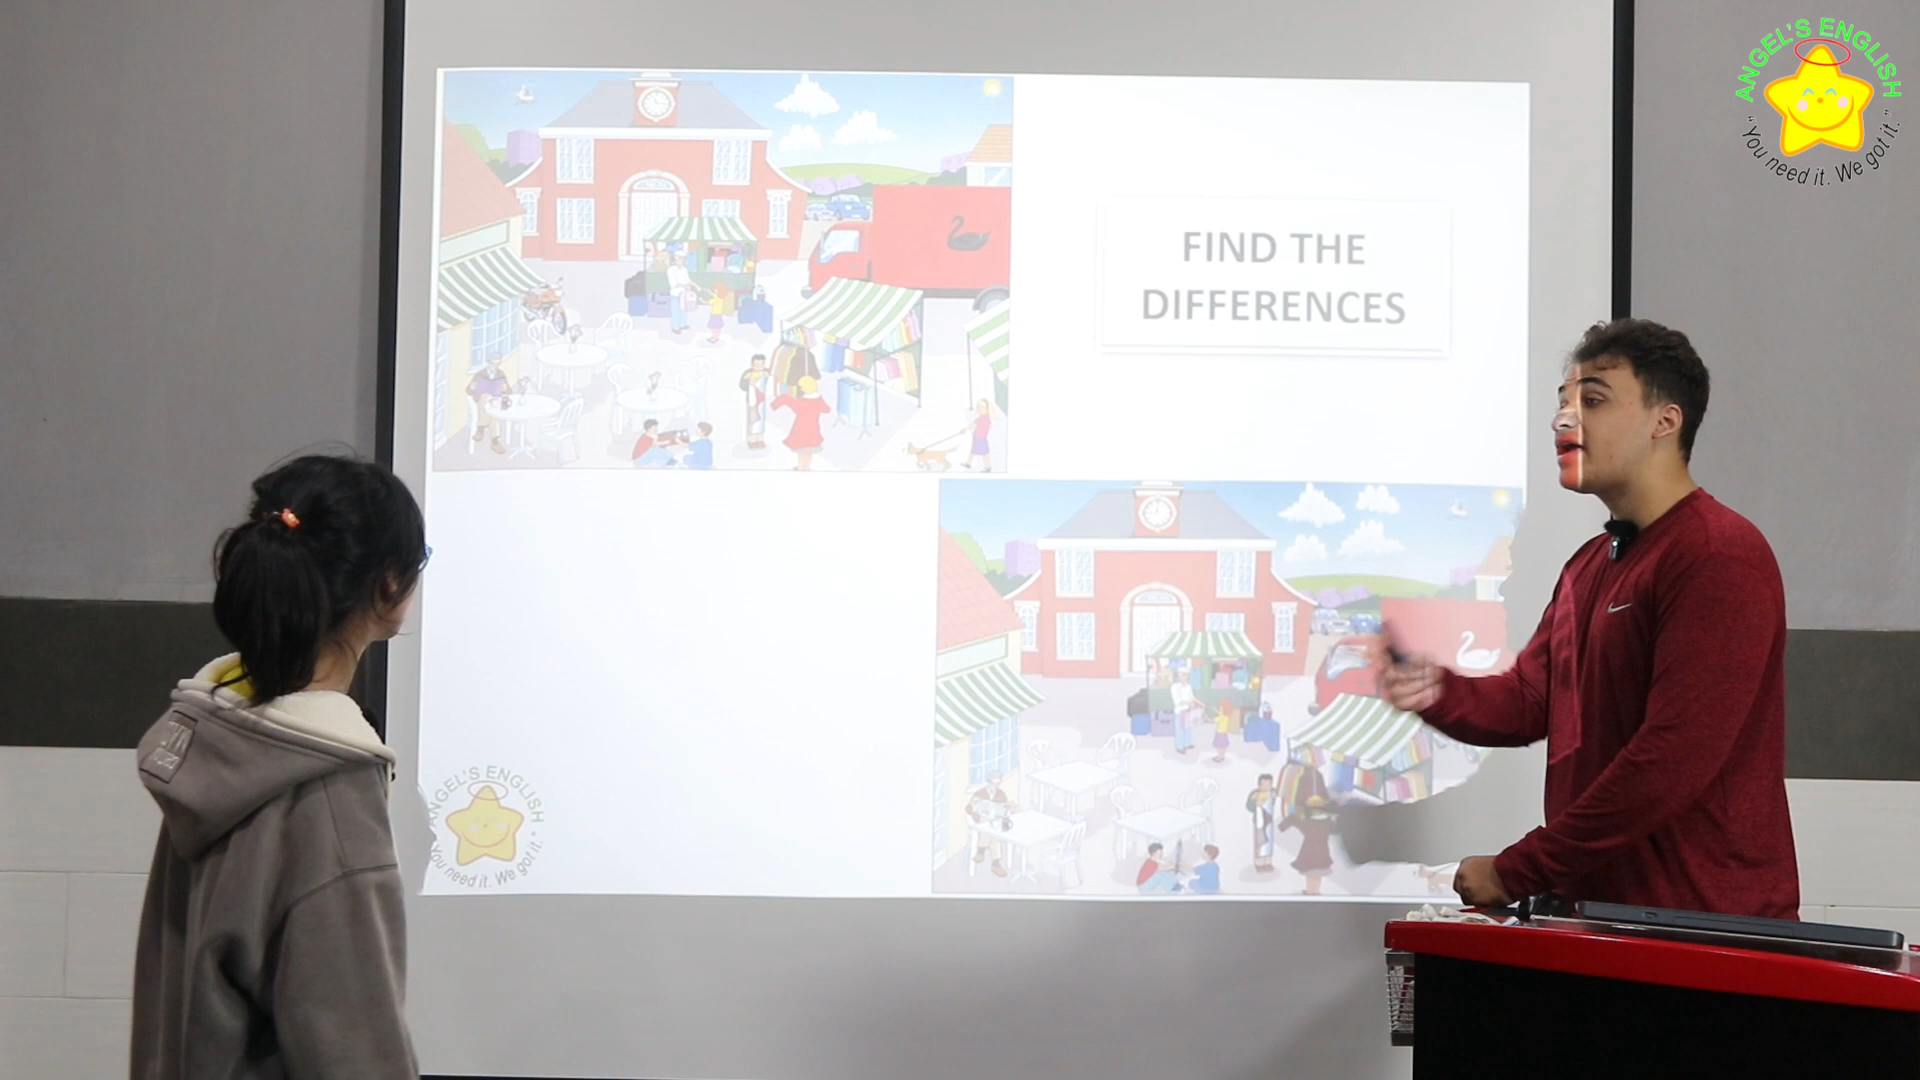 FIND THE
DIFFERENCES
ANGEL'S ENGLISH
"You need it. We got it."
ANGEL'S ENGLISH
You need it. We got it.